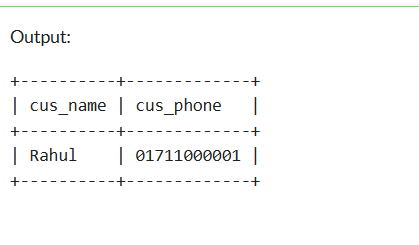 Output:
+----------+-------------+
| cus_name | cus_phone   |
+----------+-------------+
| Rahul    | 01711000001 |
+----------+-------------+